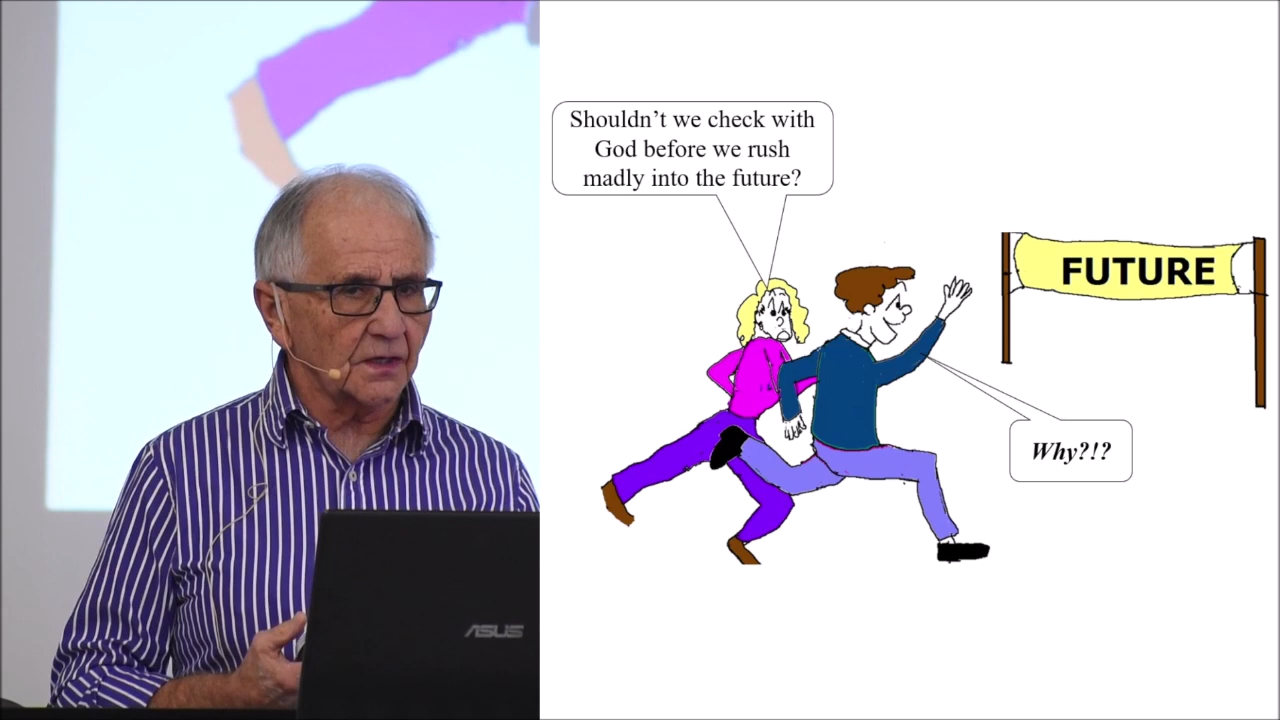 Shouldn't we check with
God before we rush
madly into the future?
FUTURE
Why?!?
ASUS